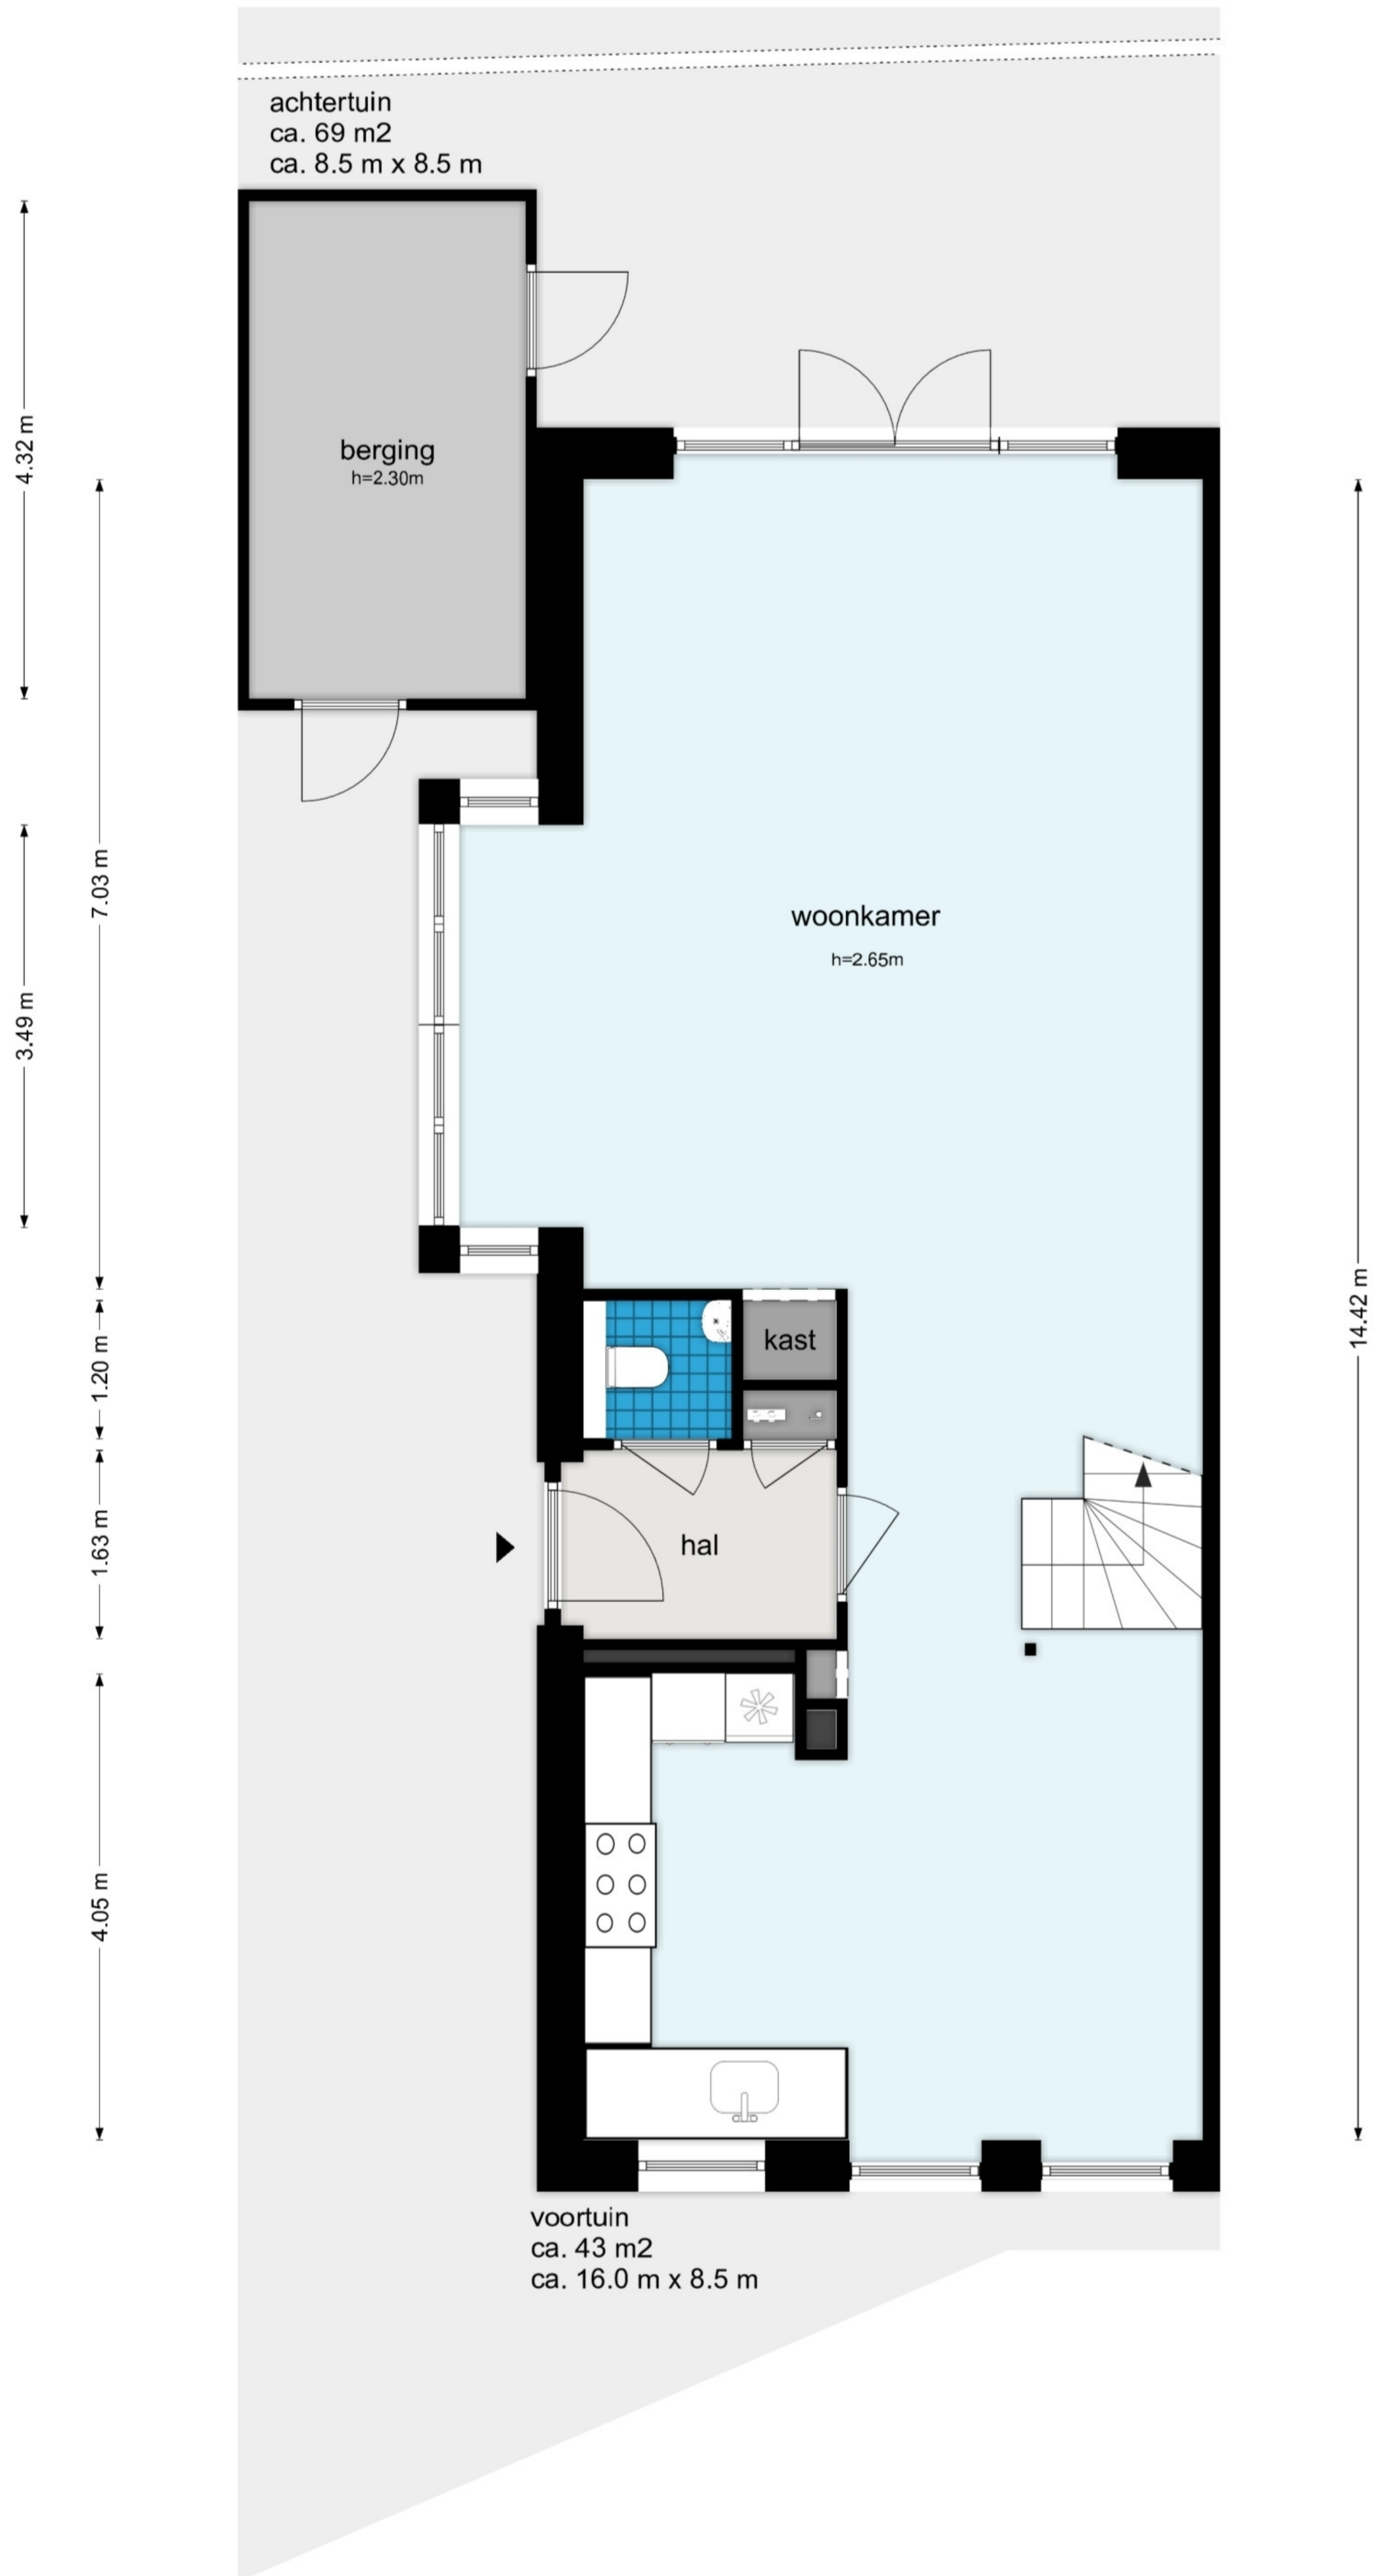 achtertuin
ca. 69 m2
ca. 8.5 m x 8.5 m
4.32 m
berging
h=2.30m
7.03 m
woonkamer
h=2.65m
3.49 m
14.42 m
kast
1.20 m
1.63 m
hal
4.05 m
voortuin
ca. 43 m2
ca. 16.0 m x 8.5 m